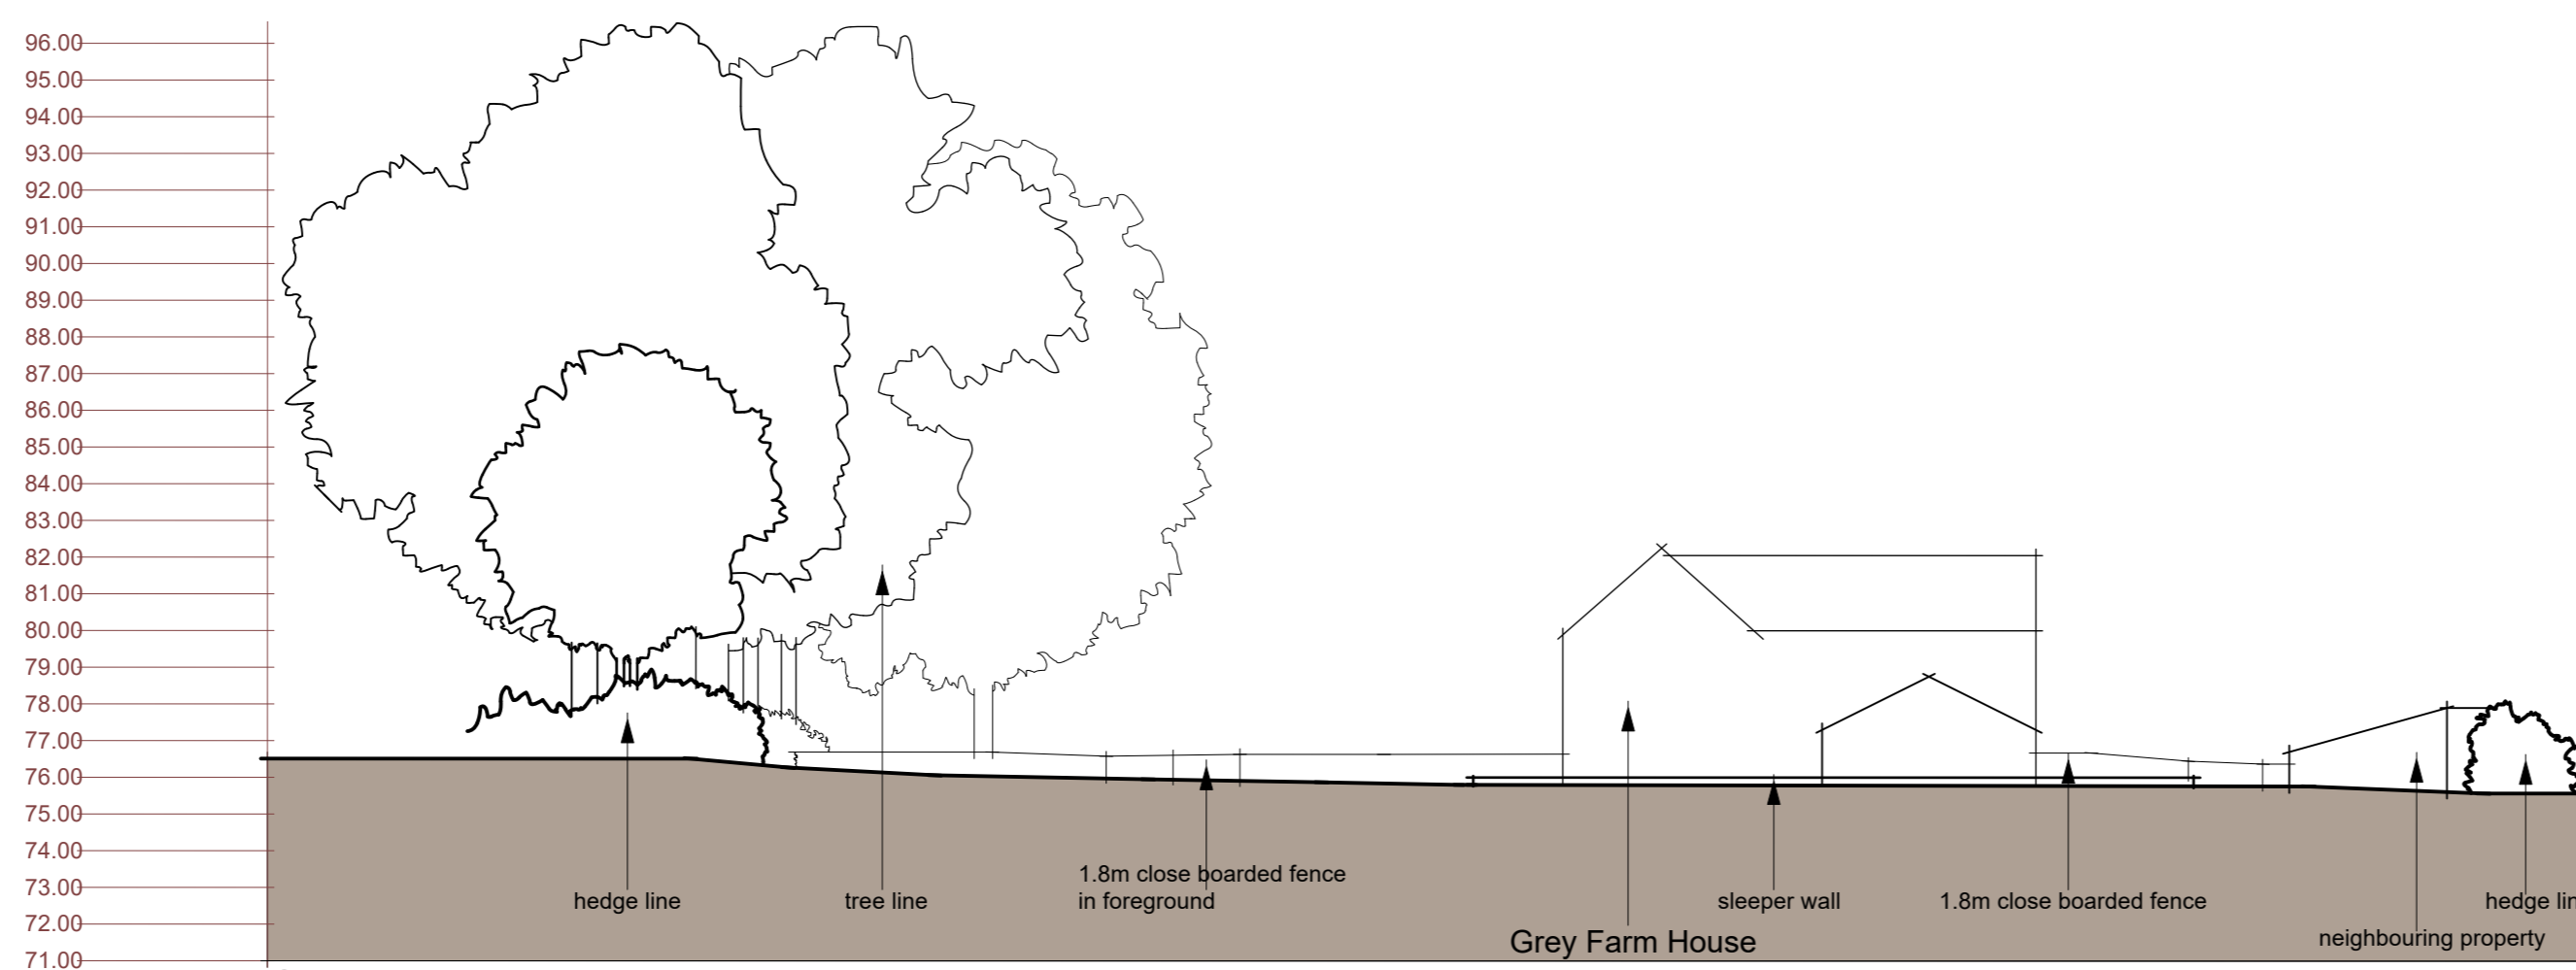 96.00
95.00
94.00
93.00
92.00
91.00
90.00
89.00
88.00
87.00
86.00
85.00
84.00
83.00
82.00
81.00
80.00
79.00
78.00
77.00
76.00
75.00
74.00
73.00
72.00
71.00
hedge line
tree line
1.8m close boarded fence
in foreground
Grey Farm House
sleeper wall
1.8m close boarded fence
neighbouring property
hedge lin